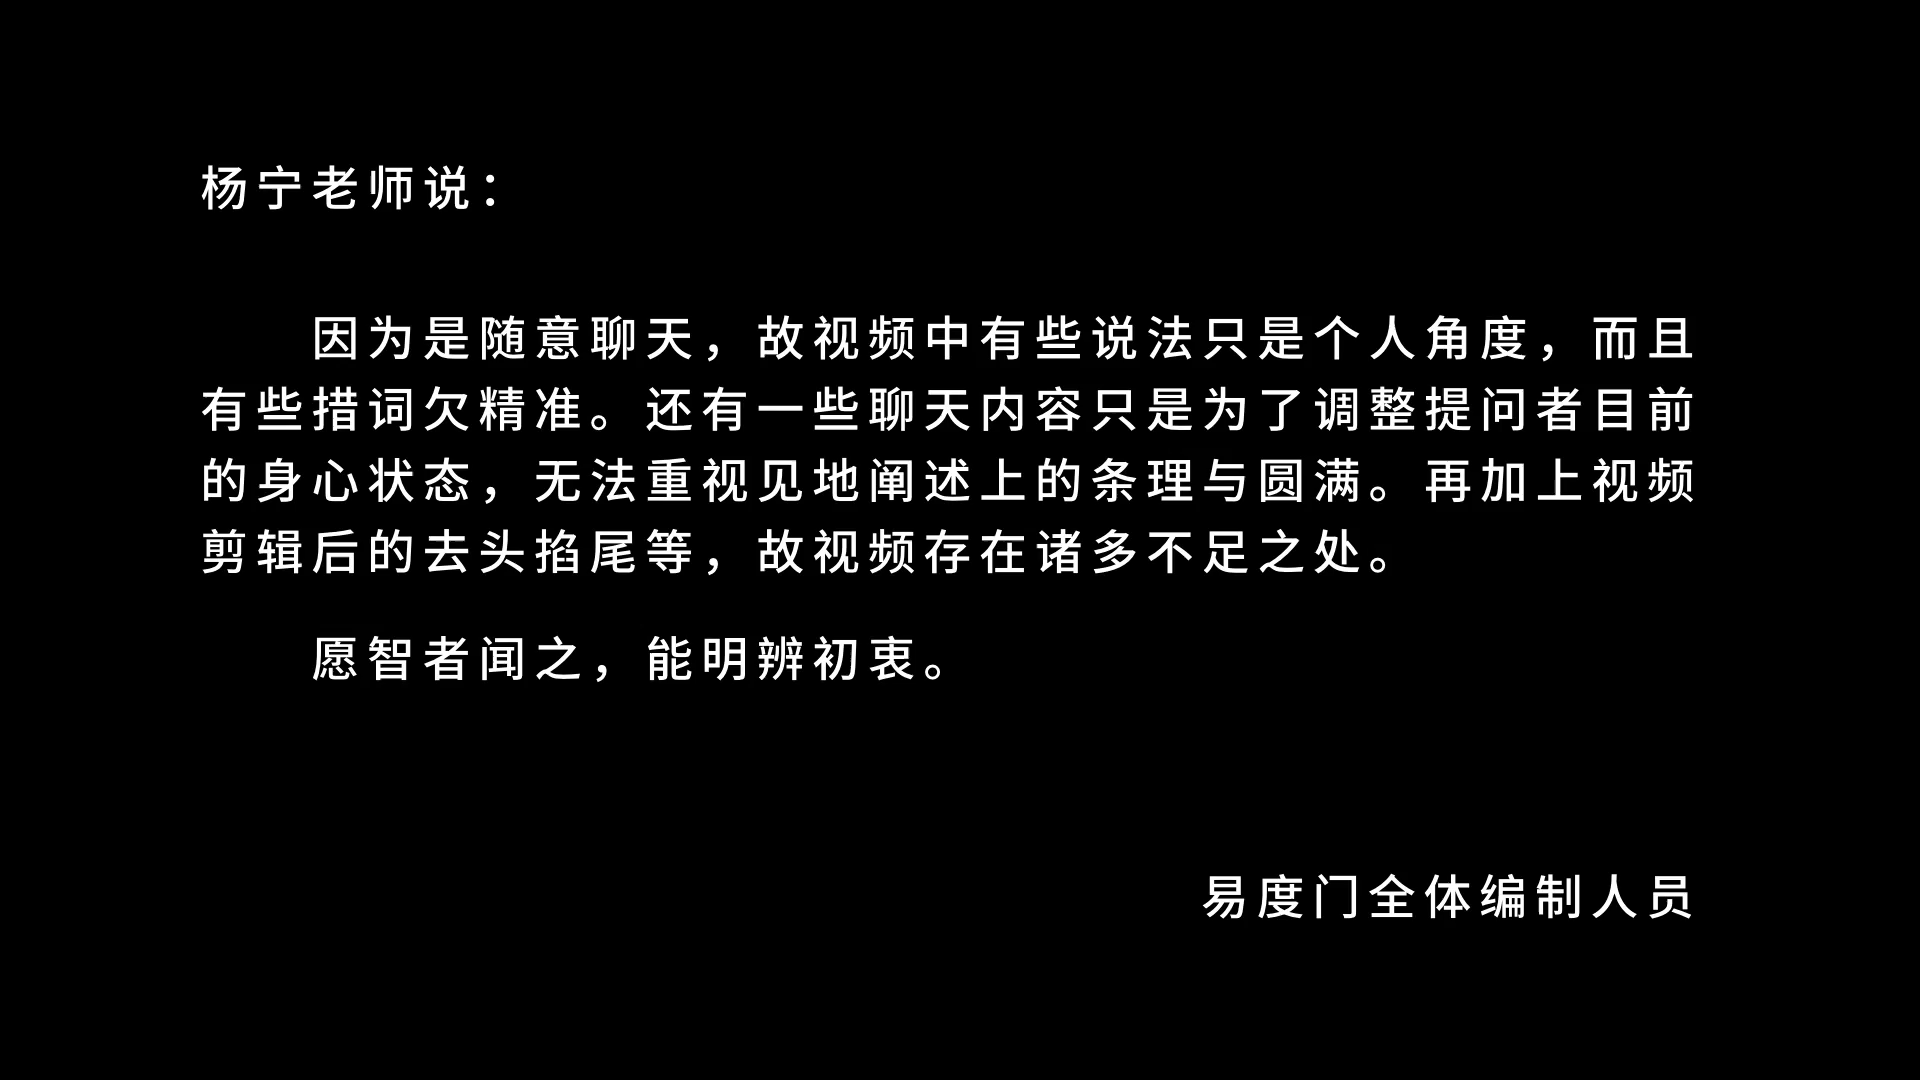 杨宁老师说：
因为是随意聊天，故视频中有些说法只是个人角度，而且
有些措词欠精准。还有一些聊天内容只是为了调整提问者目前
的身心状态，无法重视见地阐述上的条理与圆满。再加上视频
剪辑后的去头掐尾等，故视频存在诸多不足之处。
愿智者闻之，能明辨初衷。
易度门全体编制人员